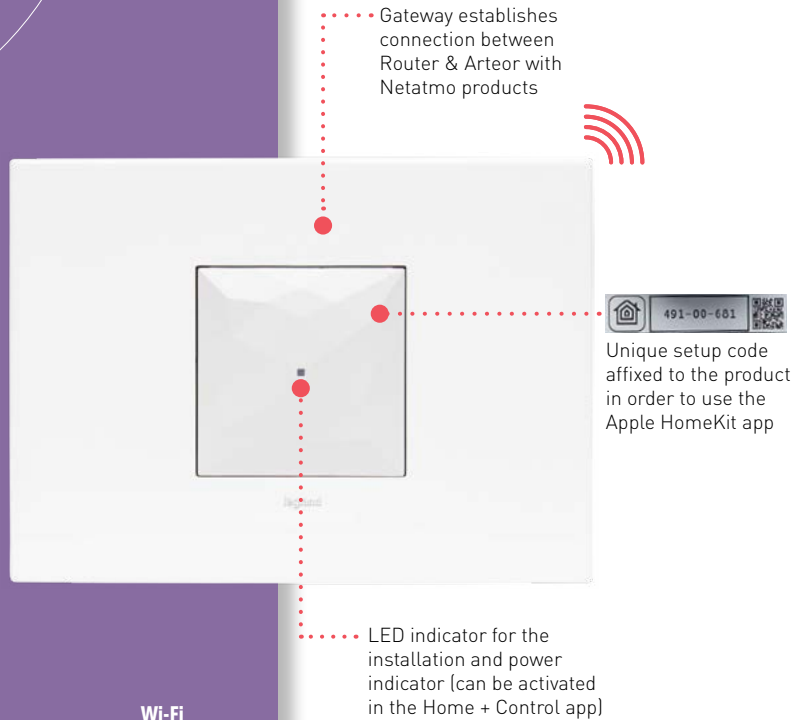 Gateway establishes
connection between
Router & Arteor with
Netatmo products
491-00-681
Unique setup code
affixed to the product
in order to use the
Apple HomeKit app
legrand
LED indicator for the
installation and power
indicator (can be activated
in the Home + Control app)
Wi-Fi